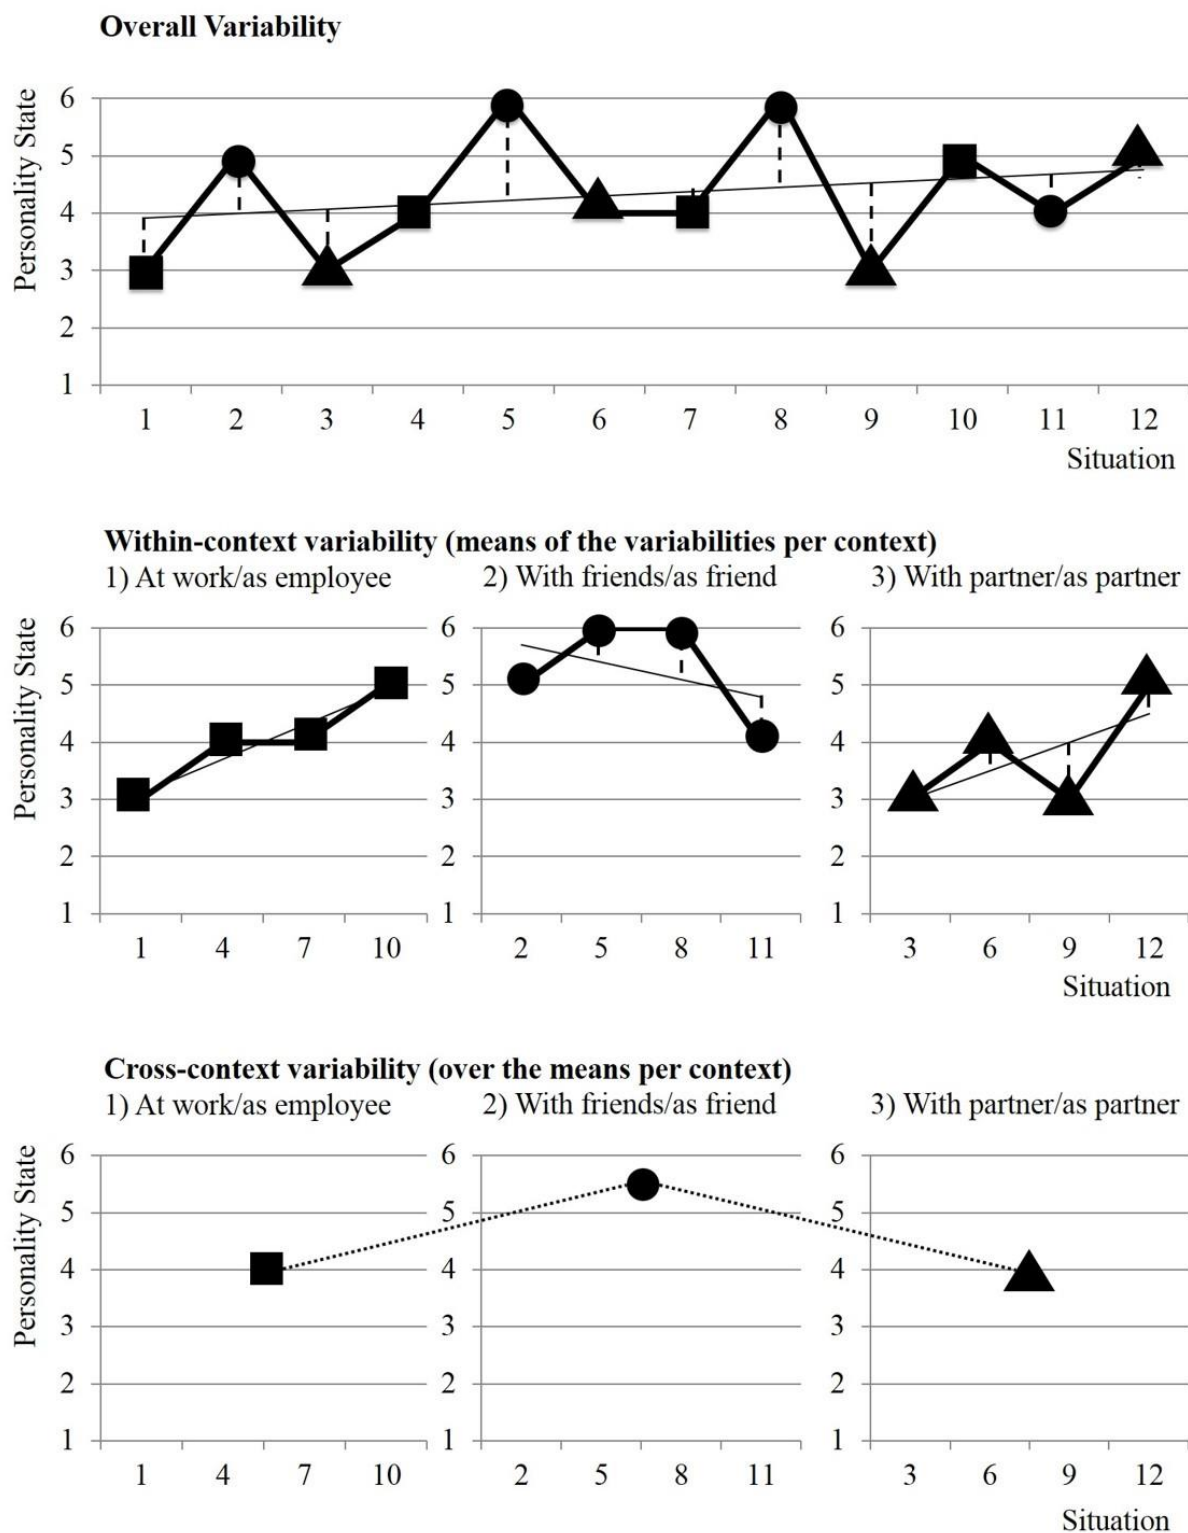 Overall Variability
Personality State
6
5
4
3
2
1
1 2 3 4 5 6 7 8 9 10 11 12
Situation
Within-context variability (means of the variabilities per context)
1) At work/as employee 2) With friends/as friend 3) With partner/as partner
Personality State
6 6 6
5 5 5
4 4 4
3 3 3
2 2 2
1 1 1
1 4 7 10 2 5 8 11 3 6 9 12
Situation
Cross-context variability (over the means per context)
1) At work/as employee 2) With friends/as friend 3) With partner/as partner
Personality State
6 6 6
5 5 5
4 4 4
3 3 3
2 2 2
1 1 1
1 4 7 10 2 5 8 11 3 6 9 12
Situation